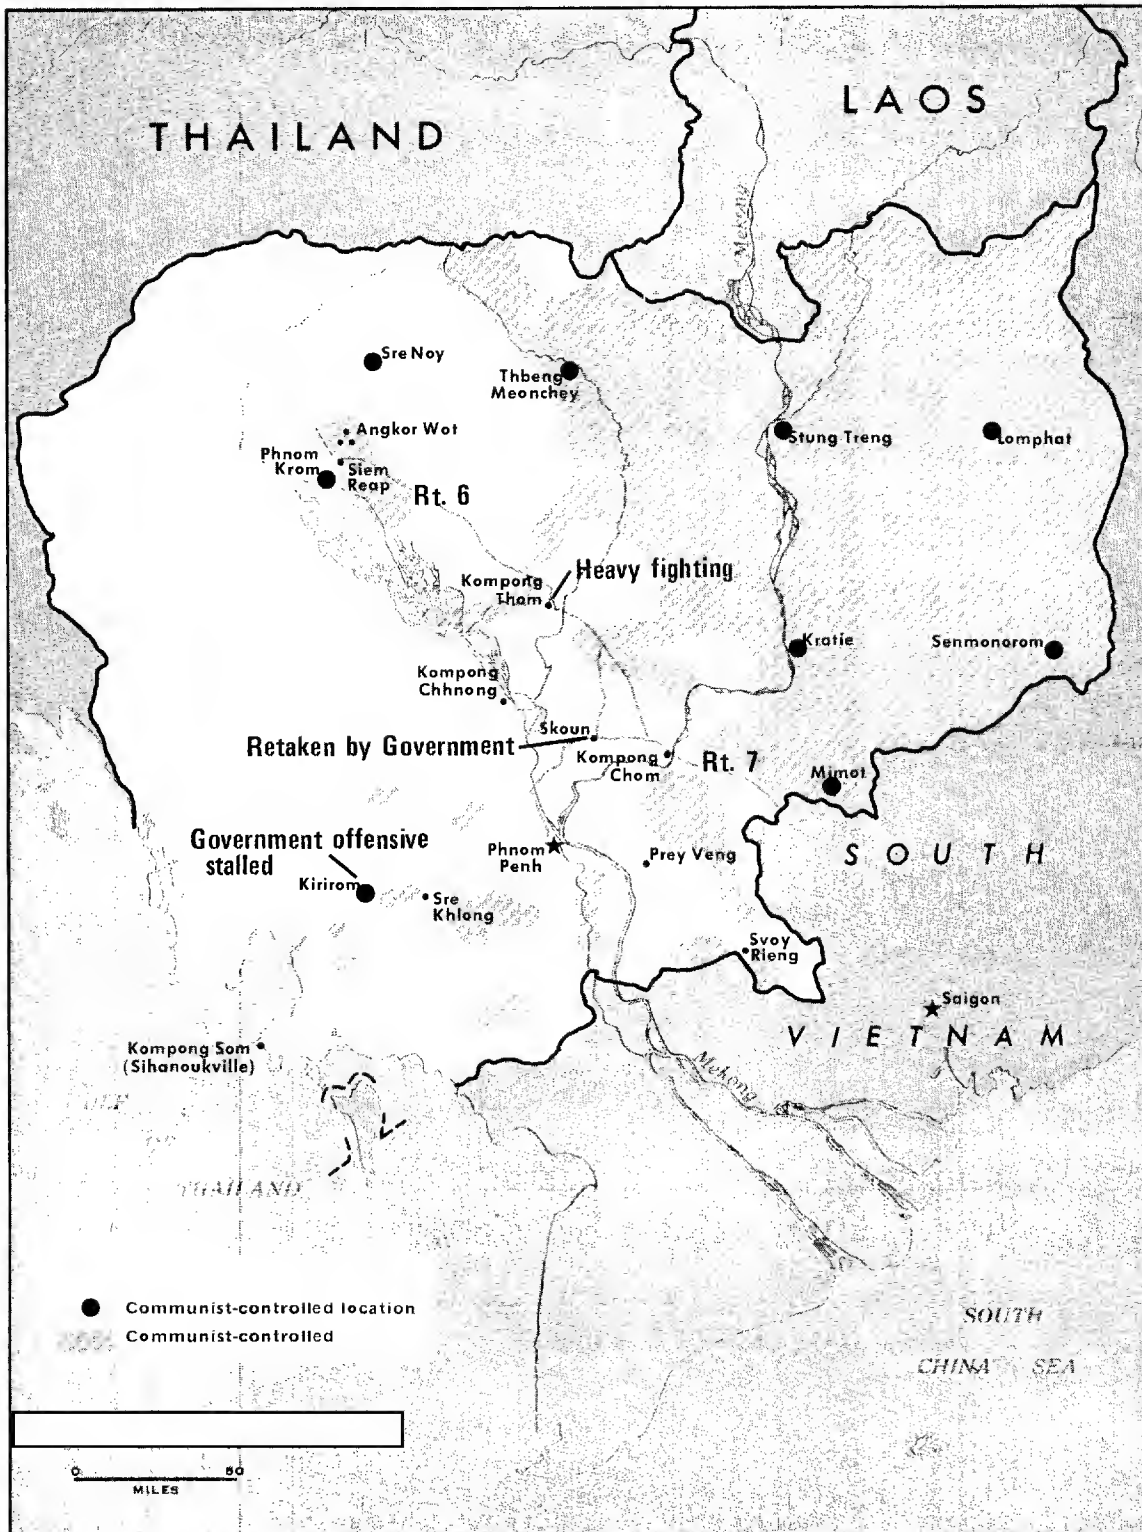 THAILAND
LAOS
Mekong
Sre Noy
Thbeng
Meonchey
Angkor Wot
Phnom
Krom
Siem
Reap
Rt. 6
Stung Treng
Lomphat
Heavy fighting
Kompong
Thom
Kratie
Senmonorom
Kompong
Chhnong
Skoun
Retaken by Government
Kompong
Chom
Rt. 7
Mimot
Government offensive
stalled
Phnom
Penh
Prey Veng
SOUTH
Kirirom
Sre
Khlong
Svoy
Rieng
Saigon
VIETNAM
Kompong Som
(Sihanoukville)
Mekong
THAILAND
Communist-controlled location
Communist-controlled
SOUTH
CHINA SEA
0 50
MILES